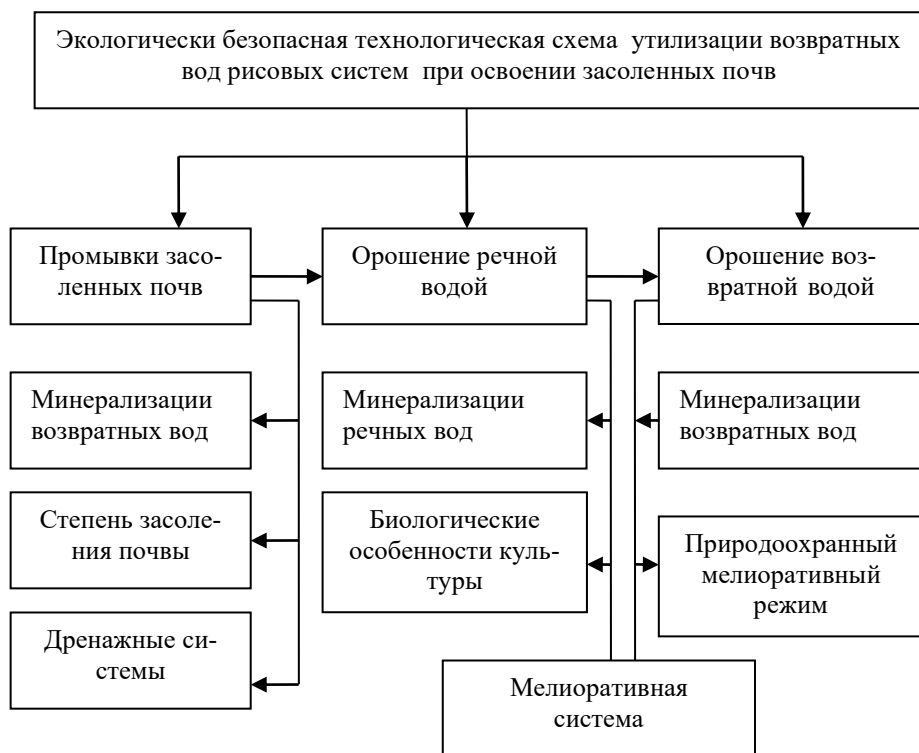 Экологически безопасная технологическая схема утилизации возвратных
вод рисовых систем при освоении засоленных почв
Промывки засо-
ленных почв
Орошение речной
водой
Орошение воз-
вратной водой
Минерализации
возвратных вод
Минерализации
речных вод
Минерализации
возвратных вод
Степень засоле-
ния почвы
Биологические
особенности куль-
туры
Природоохранный
мелиоративный
режим
Дренажные си-
стемы
Мелиоративная
система